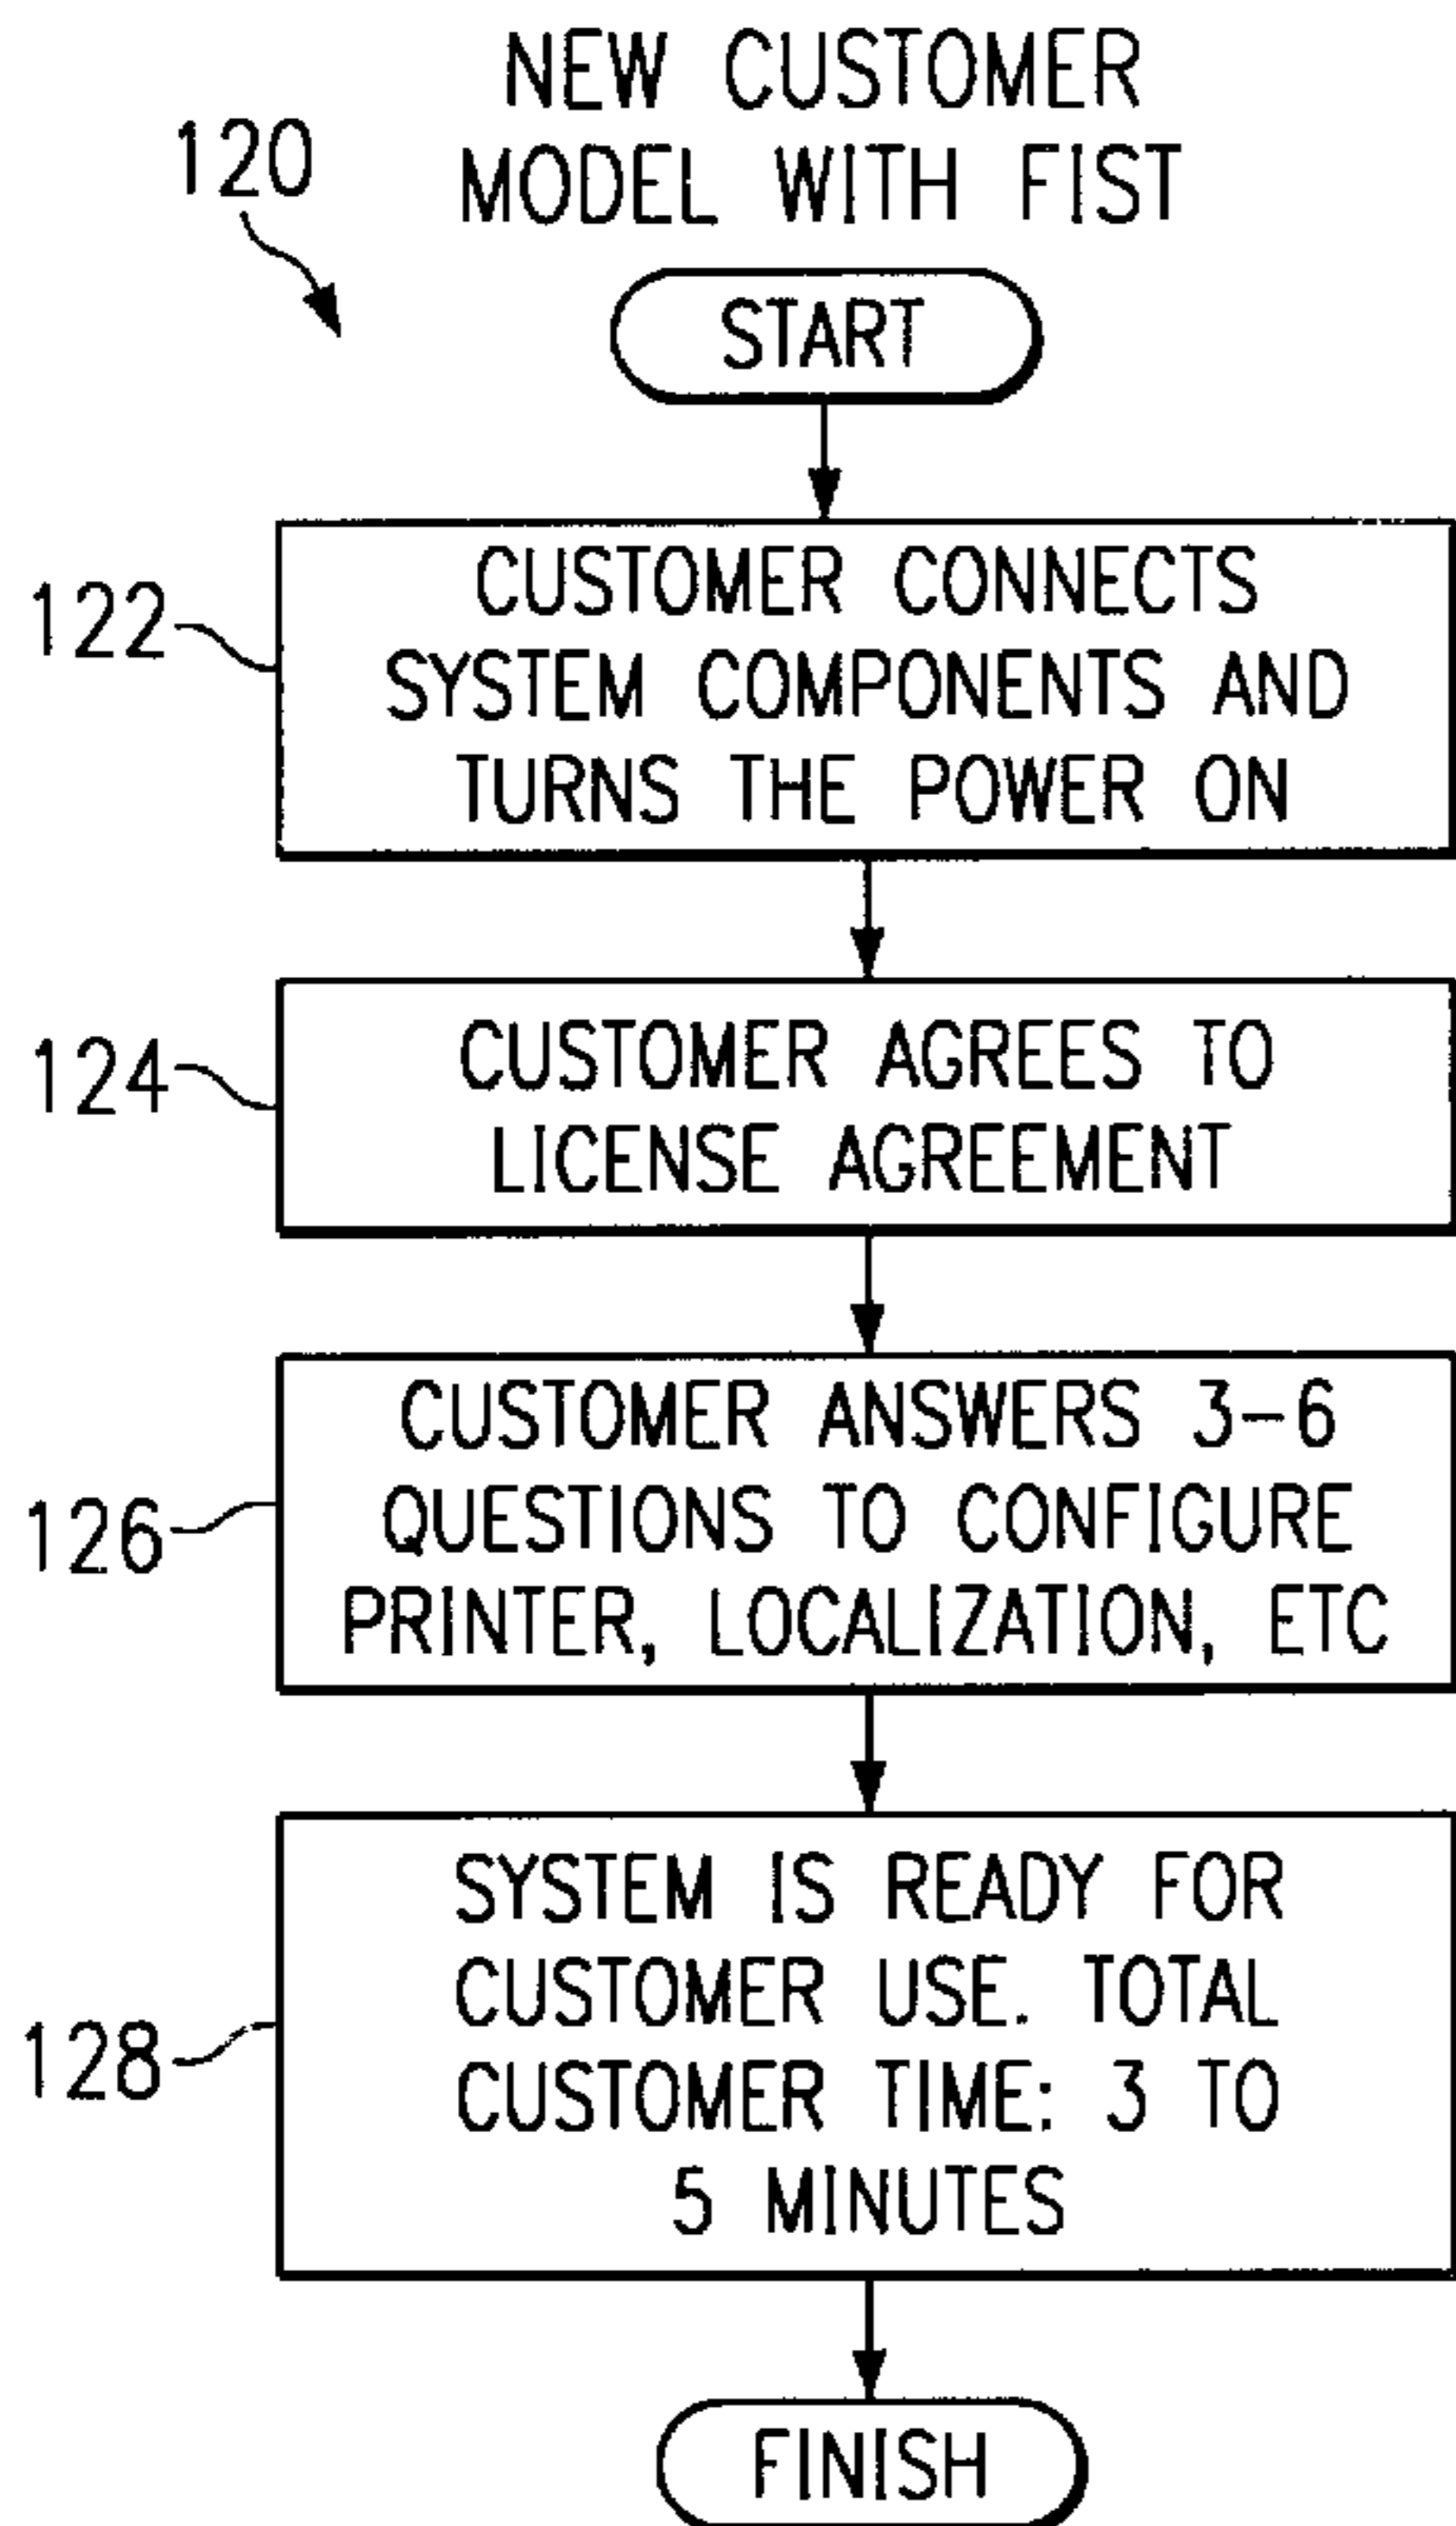 NEW CUSTOMER
MODEL WITH FIST
120
START
122
CUSTOMER CONNECTS
SYSTEM COMPONENTS AND
TURNS THE POWER ON
124
CUSTOMER AGREES TO
LICENSE AGREEMENT
126
CUSTOMER ANSWERS 3-6
QUESTIONS TO CONFIGURE
PRINTER, LOCALIZATION, ETC
128
SYSTEM IS READY FOR
CUSTOMER USE. TOTAL
CUSTOMER TIME: 3 TO
5 MINUTES
FINISH